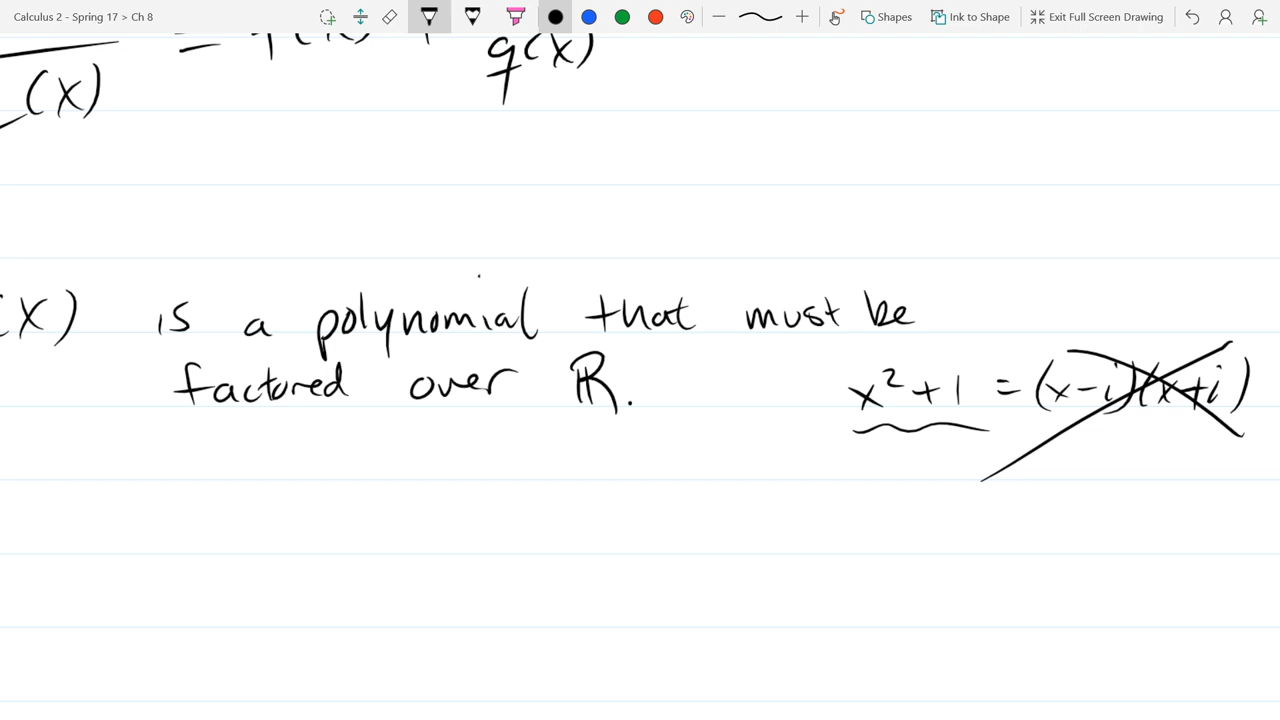 Calculus 2 - Spring 17 > Ch 8
Shapes
Ink to Shape
Exit Full Screen Drawing
(x)
=
q(x)
(x) is a polynomial that must be
factored over ℝ.
x²+1 = (x-i)(x+i)